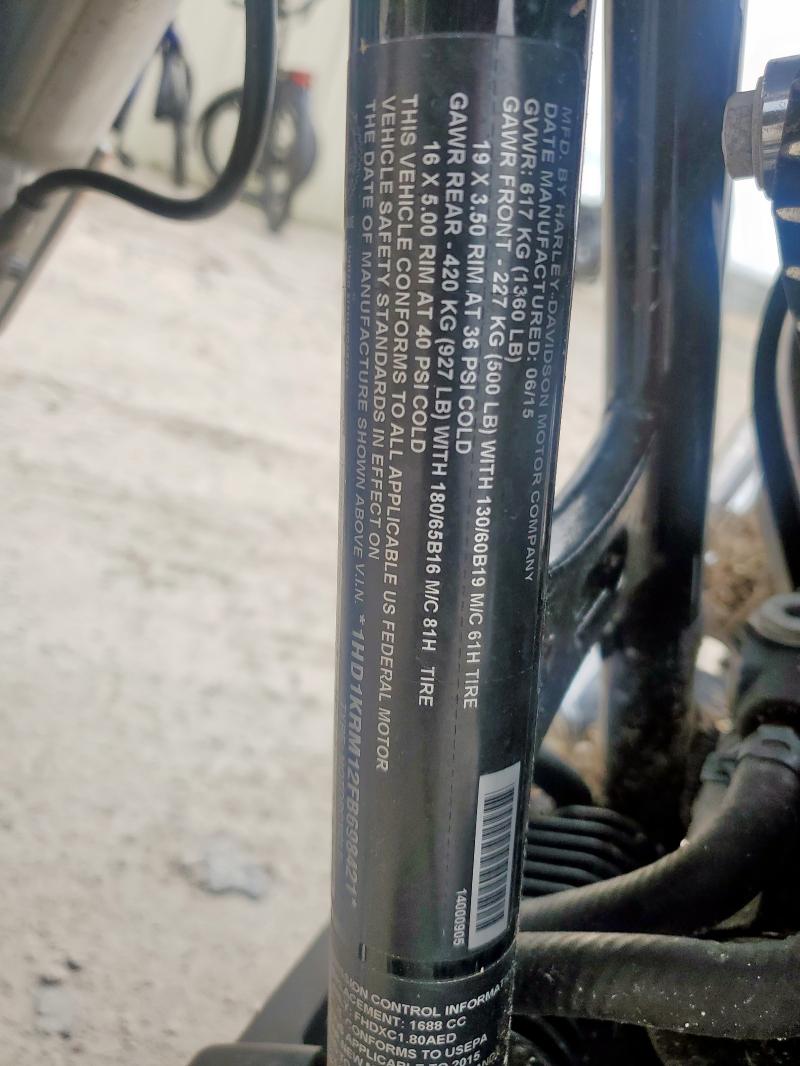 MFD. BY HARLEY-DAVIDSON MOTOR COMPANY
DATE MANUFACTURED: 06/15
GVWR: 617 KG (1360 LB)
GAWR FRONT - 227 KG (500 LB) WITH 130/60B19 M/C 61H TIRE
19 X 3.50 RIM AT 36 PSI COLD
GAWR REAR - 420 KG (927 LB) WITH 180/65B16 M/C 81H TIRE
16 X 5.00 RIM AT 40 PSI COLD
THIS VEHICLE CONFORMS TO ALL APPLICABLE US FEDERAL MOTOR
VEHICLE SAFETY STANDARDS IN EFFECT ON
THE DATE OF MANUFACTURE SHOWN ABOVE V.I.N. *1HD1KRM12FB698421*
14000905
CONTROL INFORMA
1688 CC
FHDXC1.80AED
ONFORMS TO USEPA
APPLICABLE TO 2015